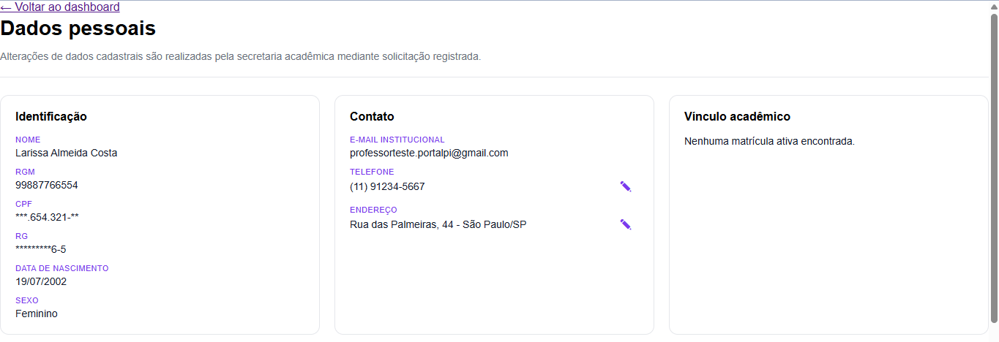 ← Voltar ao dashboard
Dados pessoais
Alterações de dados cadastrais são realizadas pela secretaria acadêmica mediante solicitação registrada.
Identificação
NOME
Larissa Almeida Costa
RGM
99887766554
CPF
***.654.321-**
RG
*********6-5
DATA DE NASCIMENTO
19/07/2002
SEXO
Feminino
Contato
E-MAIL INSTITUCIONAL
professorteste.portalpi@gmail.com
TELEFONE
(11) 91234-5667
ENDEREÇO
Rua das Palmeiras, 44 - São Paulo/SP
Vínculo acadêmico
Nenhuma matrícula ativa encontrada.